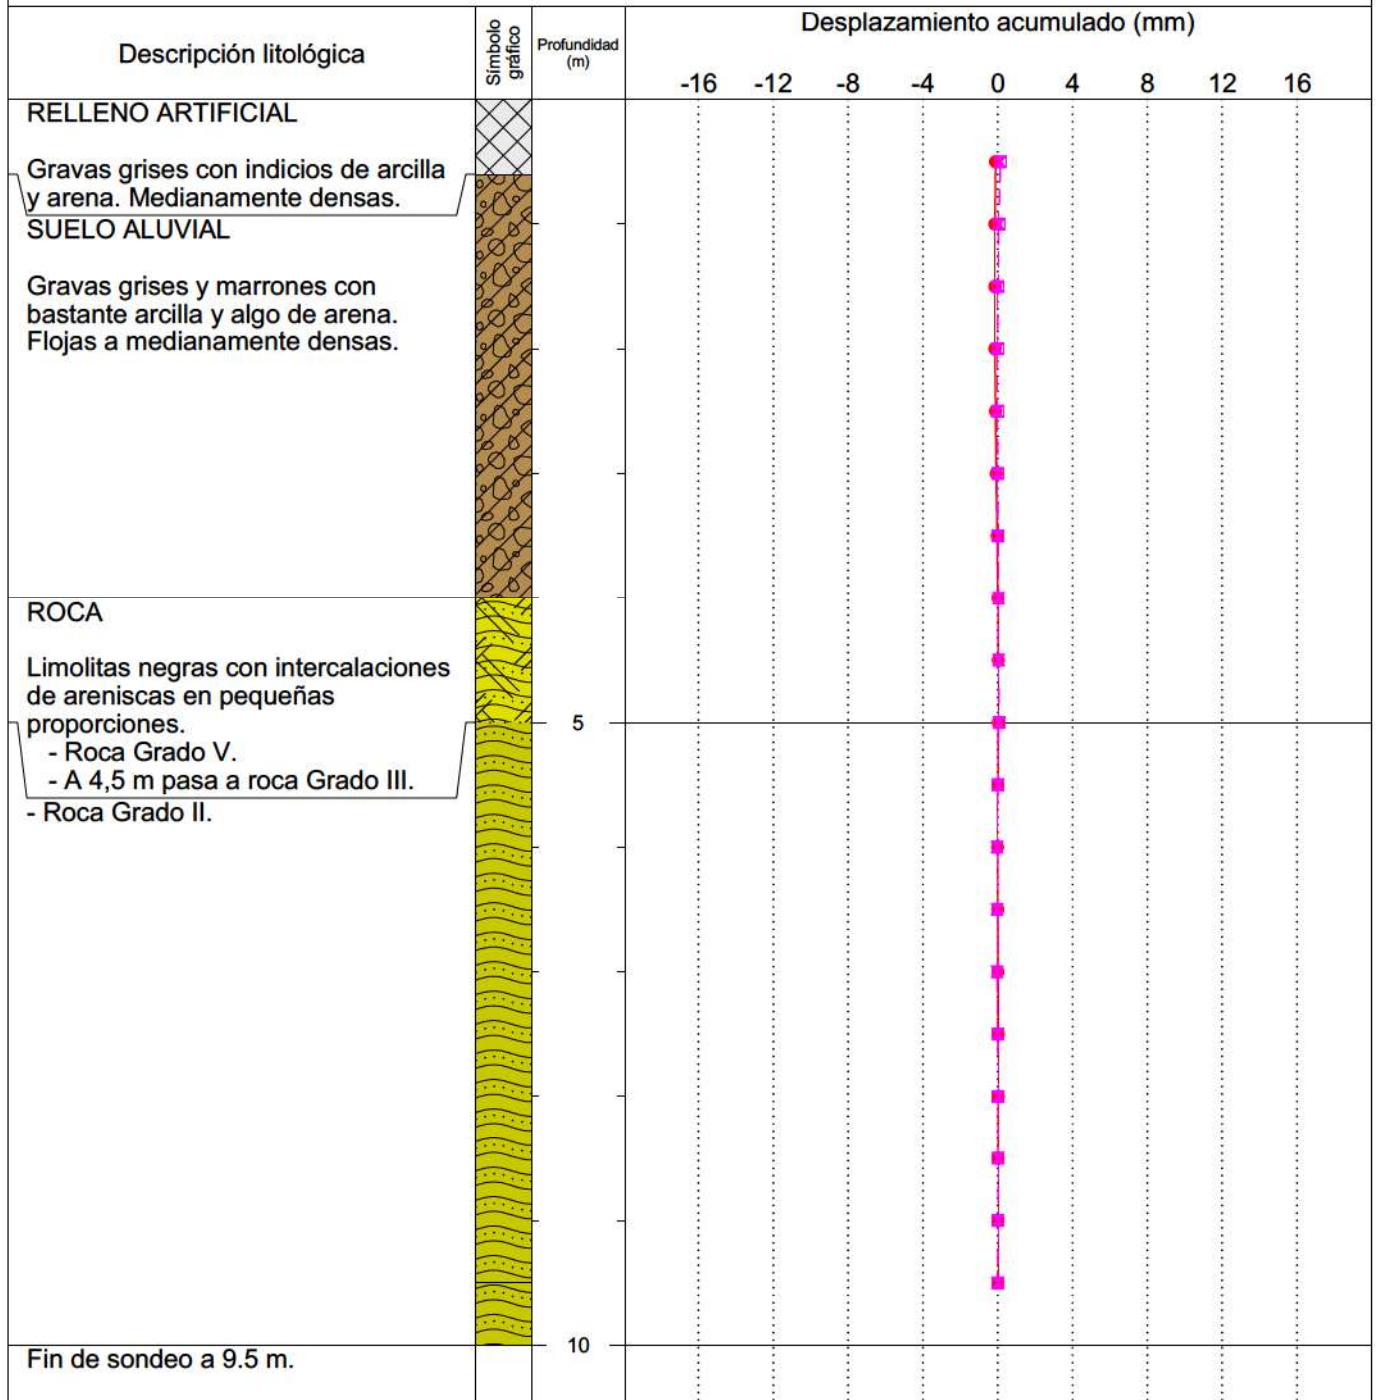 Descripción litológica
Símbolo
gráfico
Profundidad
(m)
Desplazamiento acumulado (mm)
-16 -12 -8 -4 0 4 8 12 16
RELLENO ARTIFICIAL
Gravas grises con indicios de arcilla
y arena. Medianamente densas.
SUELO ALUVIAL
Gravas grises y marrones con
bastante arcilla y algo de arena.
Flojas a medianamente densas.
ROCA
Limolitas negras con intercalaciones
de areniscas en pequeñas
proporciones.
- Roca Grado V.
- A 4,5 m pasa a roca Grado III.
- Roca Grado II.
5
10
Fin de sondeo a 9.5 m.